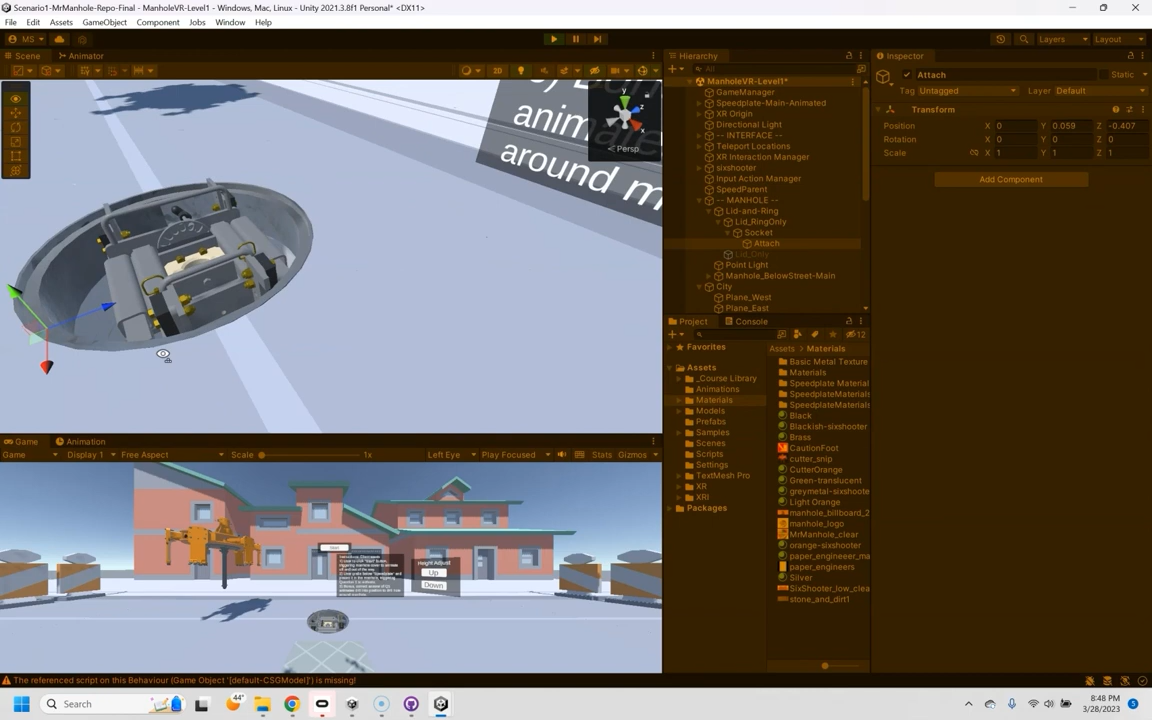 Scenario1-MrManhole-Repo-Final - ManholeVR-Level1* - Windows, Mac, Linux - Unity 2021.3.8f1 Personal* <DX11>
File Edit Assets GameObject Component Jobs Window Help
MS Layers Layout
Scene Animator
2D
animate
around m
y
z
x
Persp
Hierarchy
All
ManholeVR-Level1*
GameManager
Speedplate-Main-Animated
XR Origin
Directional Light
-- INTERFACE --
Teleport Locations
XR Interaction Manager
sixshooter
Input Action Manager
SpeedParent
-- MANHOLE --
Lid-and-Ring
Lid_RingOnly
Socket
Attach
Lid_Only
Point Light
Manhole_BelowStreet-Main
City
Plane_West
Plane_East
Inspector
Attach Static
Tag Untagged Layer Default
Transform
Position X 0 Y 0.059 Z -0.407
Rotation X 0 Y 0 Z 0
Scale X 1 Y 1 Z 1
Add Component
Project Console
12
Favorites
Assets
_Course Library
Animations
Materials
Models
Prefabs
Samples
Scenes
Scripts
Settings
TextMesh Pro
XR
XRI
Packages
Assets > Materials
Basic Metal Texture
Materials
Speedplate Material
SpeedplateMaterials
SpeedplateMaterials
Black
Blackish-sixshooter
Brass
CautionFoot
cutter_snip
CutterOrange
Green-translucent
greymetal-sixshoote
Light Orange
manhole_billboard_2
manhole_logo
MrManhole_clear
orange-sixshooter
paper_engineeer_ma
paper_engineers
Silver
SixShooter_low_clea
stone_and_dirt1
Game Animation
Game Display 1 Free Aspect Scale 1x Left Eye Play Focused Stats Gizmos
Height Adjust
Up
Down
The referenced script on this Behaviour (Game Object '[default-CSGModel]') is missing!
Search
44°
8:48 PM
3/28/2023
5